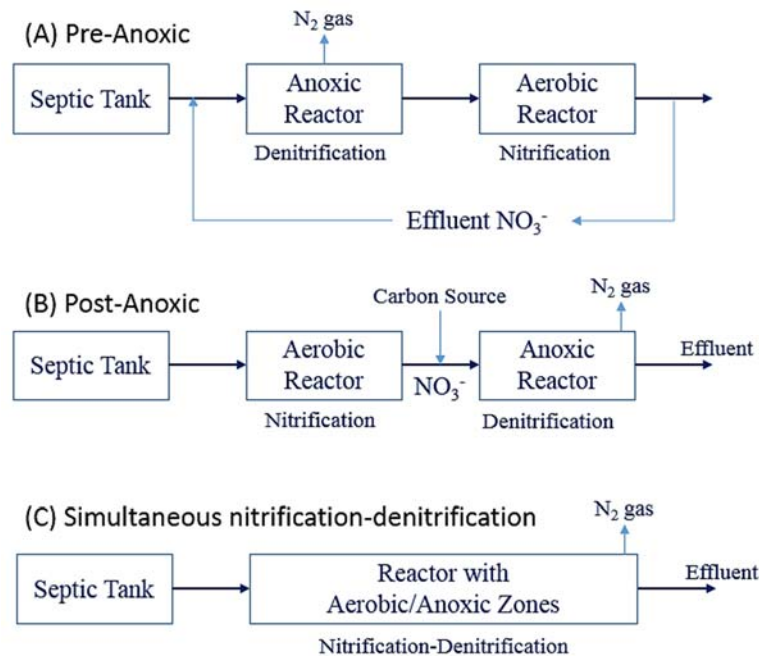 (A) Pre-Anoxic
N₂ gas
Septic Tank
Anoxic
Reactor
Aerobic
Reactor
Denitrification
Nitrification
Effluent NO₃⁻
(B) Post-Anoxic
Carbon Source
N₂ gas
Septic Tank
Aerobic
Reactor
NO₃⁻
Anoxic
Reactor
Effluent
Nitrification
Denitrification
(C) Simultaneous nitrification-denitrification
N₂ gas
Septic Tank
Reactor with
Aerobic/Anoxic Zones
Effluent
Nitrification-Denitrification